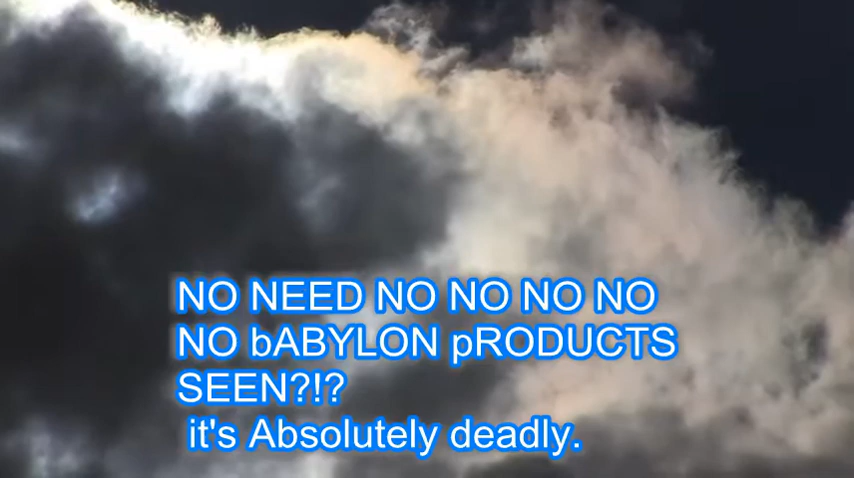 NO NEED NO NO NO NO
NO bABYLON pRODUCTS
SEEN?!?
it's Absolutely deadly.